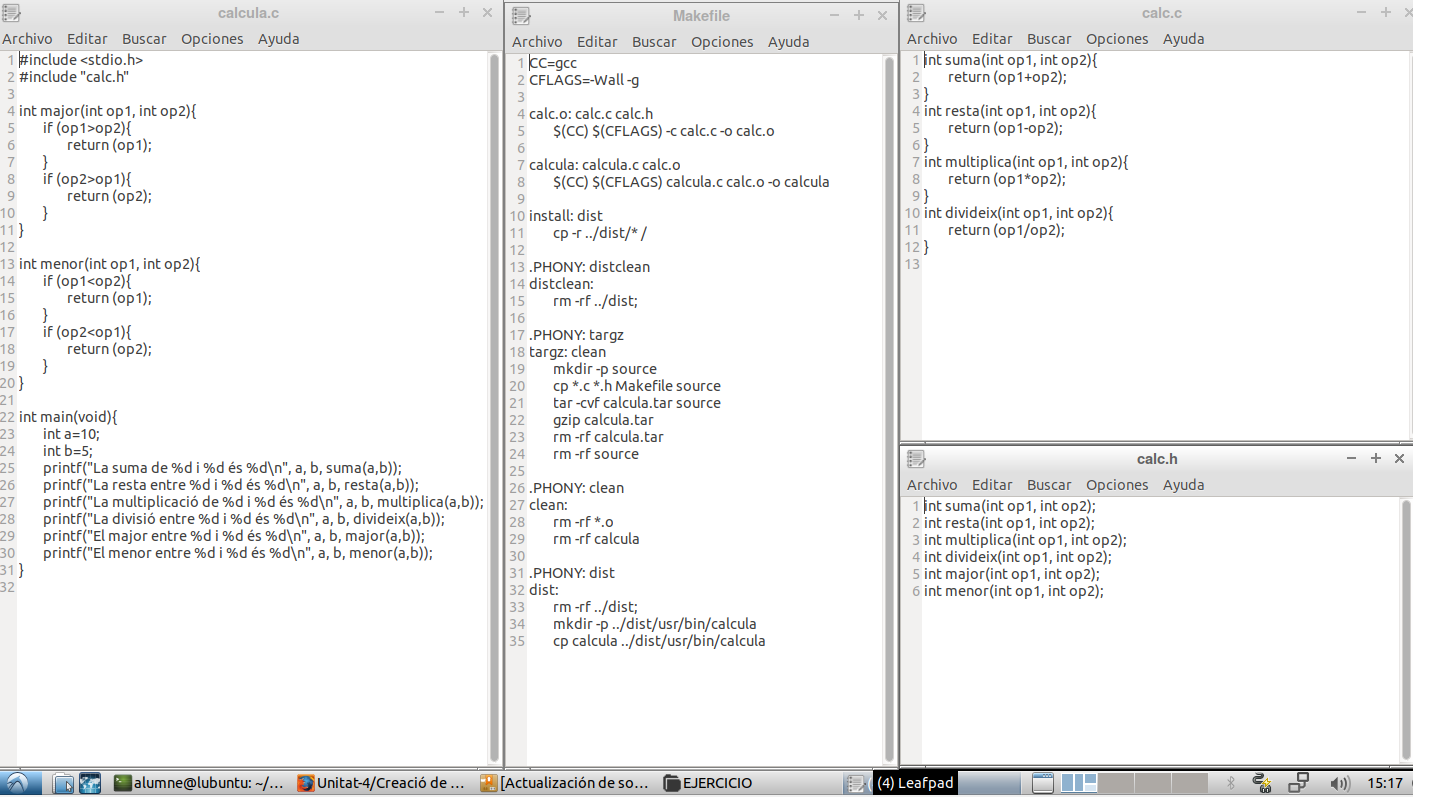 calcula.c
Archivo Editar Buscar Opciones Ayuda
1 #include <stdio.h>
2 #include "calc.h"
3
4 int major(int op1, int op2){
5 if (op1>op2){
6 return (op1);
7 }
8 if (op2>op1){
9 return (op2);
10 }
11 }
12
13 int menor(int op1, int op2){
14 if (op1<op2){
15 return (op1);
16 }
17 if (op2<op1){
18 return (op2);
19 }
20 }
21
22 int main(void){
23 int a=10;
24 int b=5;
25 printf("La suma de %d i %d és %d\n", a, b, suma(a,b));
26 printf("La resta entre %d i %d és %d\n", a, b, resta(a,b));
27 printf("La multiplicació de %d i %d és %d\n", a, b, multiplica(a,b));
28 printf("La divisió entre %d i %d és %d\n", a, b, divideix(a,b));
29 printf("El major entre %d i %d és %d\n", a, b, major(a,b));
30 printf("El menor entre %d i %d és %d\n", a, b, menor(a,b));
31 }
32
Makefile
Archivo Editar Buscar Opciones Ayuda
1 CC=gcc
2 CFLAGS=-Wall -g
3
4 calc.o: calc.c calc.h
5 $(CC) $(CFLAGS) -c calc.c -o calc.o
6
7 calcula: calcula.c calc.o
8 $(CC) $(CFLAGS) calcula.c calc.o -o calcula
9
10 install: dist
11 cp -r ../dist/* /
12
13 .PHONY: distclean
14 distclean:
15 rm -rf ../dist;
16
17 .PHONY: targz
18 targz: clean
19 mkdir -p source
20 cp *.c *.h Makefile source
21 tar -cvf calcula.tar source
22 gzip calcula.tar
23 rm -rf calcula.tar
24 rm -rf source
25
26 .PHONY: clean
27 clean:
28 rm -rf *.o
29 rm -rf calcula
30
31 .PHONY: dist
32 dist:
33 rm -rf ../dist;
34 mkdir -p ../dist/usr/bin/calcula
35 cp calcula ../dist/usr/bin/calcula
calc.c
Archivo Editar Buscar Opciones Ayuda
1 int suma(int op1, int op2){
2 return (op1+op2);
3 }
4 int resta(int op1, int op2){
5 return (op1-op2);
6 }
7 int multiplica(int op1, int op2){
8 return (op1*op2);
9 }
10 int divideix(int op1, int op2){
11 return (op1/op2);
12 }
13
calc.h
Archivo Editar Buscar Opciones Ayuda
1 int suma(int op1, int op2);
2 int resta(int op1, int op2);
3 int multiplica(int op1, int op2);
4 int divideix(int op1, int op2);
5 int major(int op1, int op2);
6 int menor(int op1, int op2);
alumne@lubuntu: ~/... Unitat-4/Creació de ... [Actualización de so... EJERCICIO (4) Leafpad 15:17